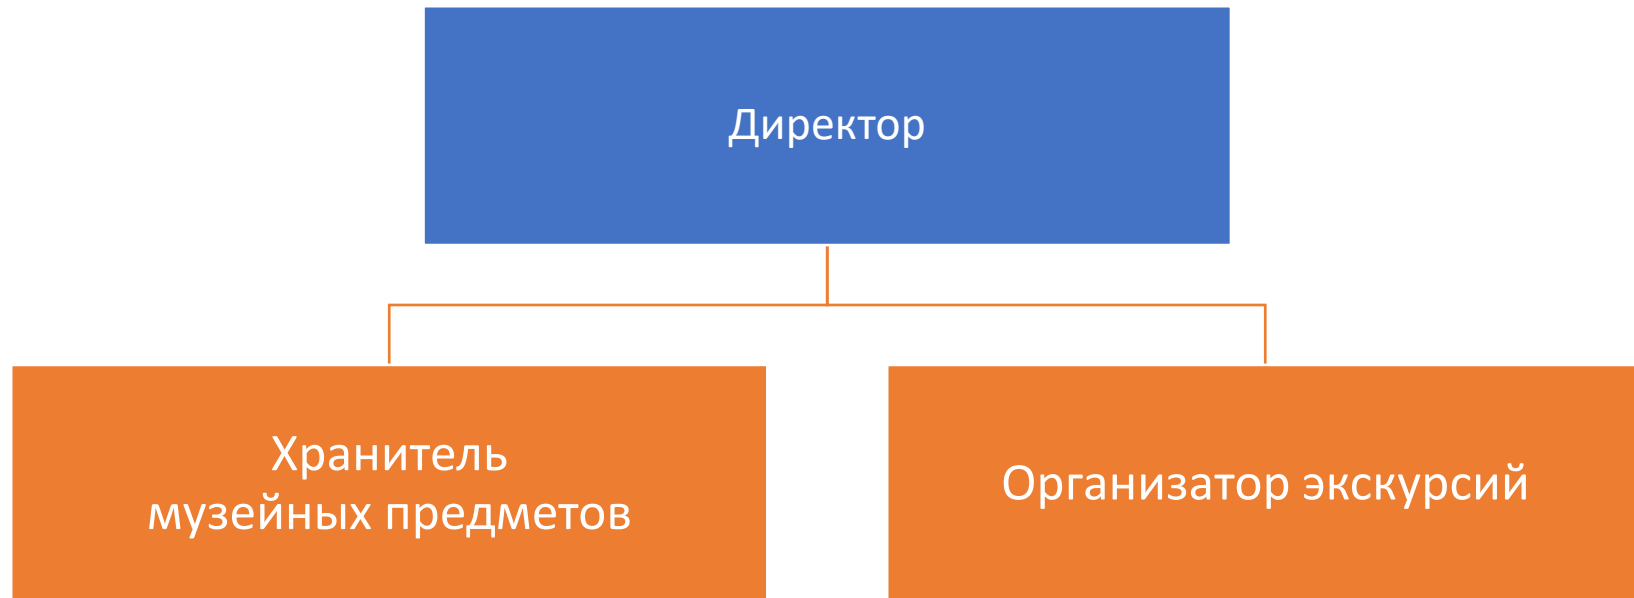 Директор
Хранитель
музейных предметов
Организатор экскурсий